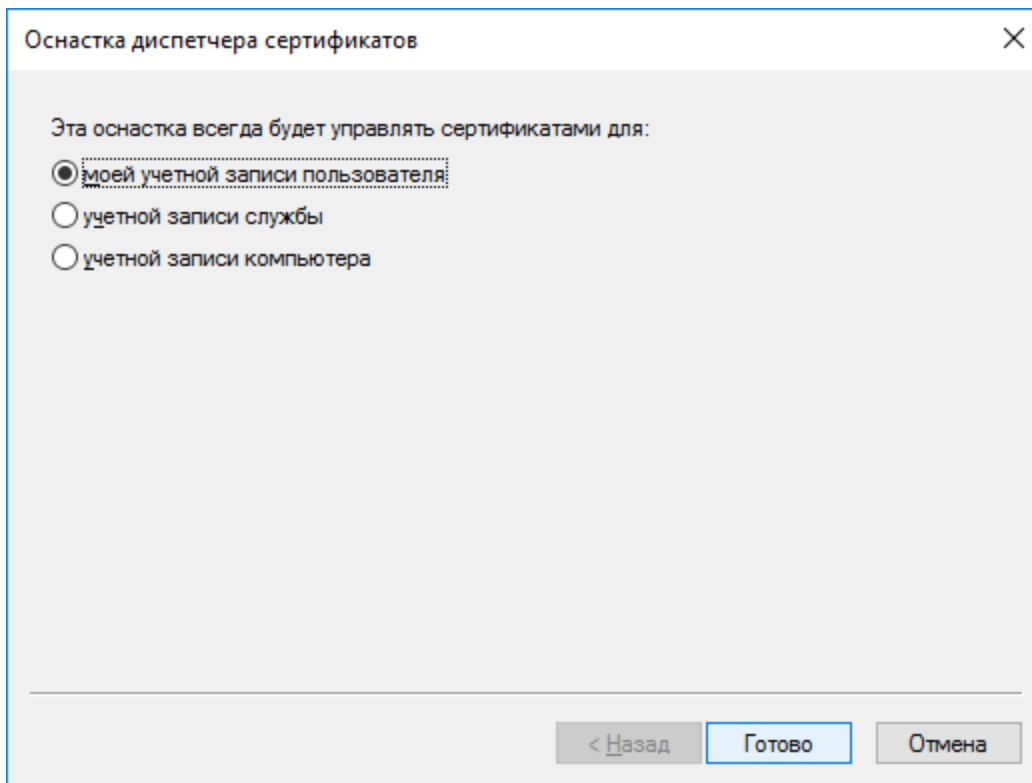 Оснастка диспетчера сертификатов
Эта оснастка всегда будет управлять сертификатами для:
моей учетной записи пользователя
учетной записи службы
учетной записи компьютера
< Назад Готово Отмена